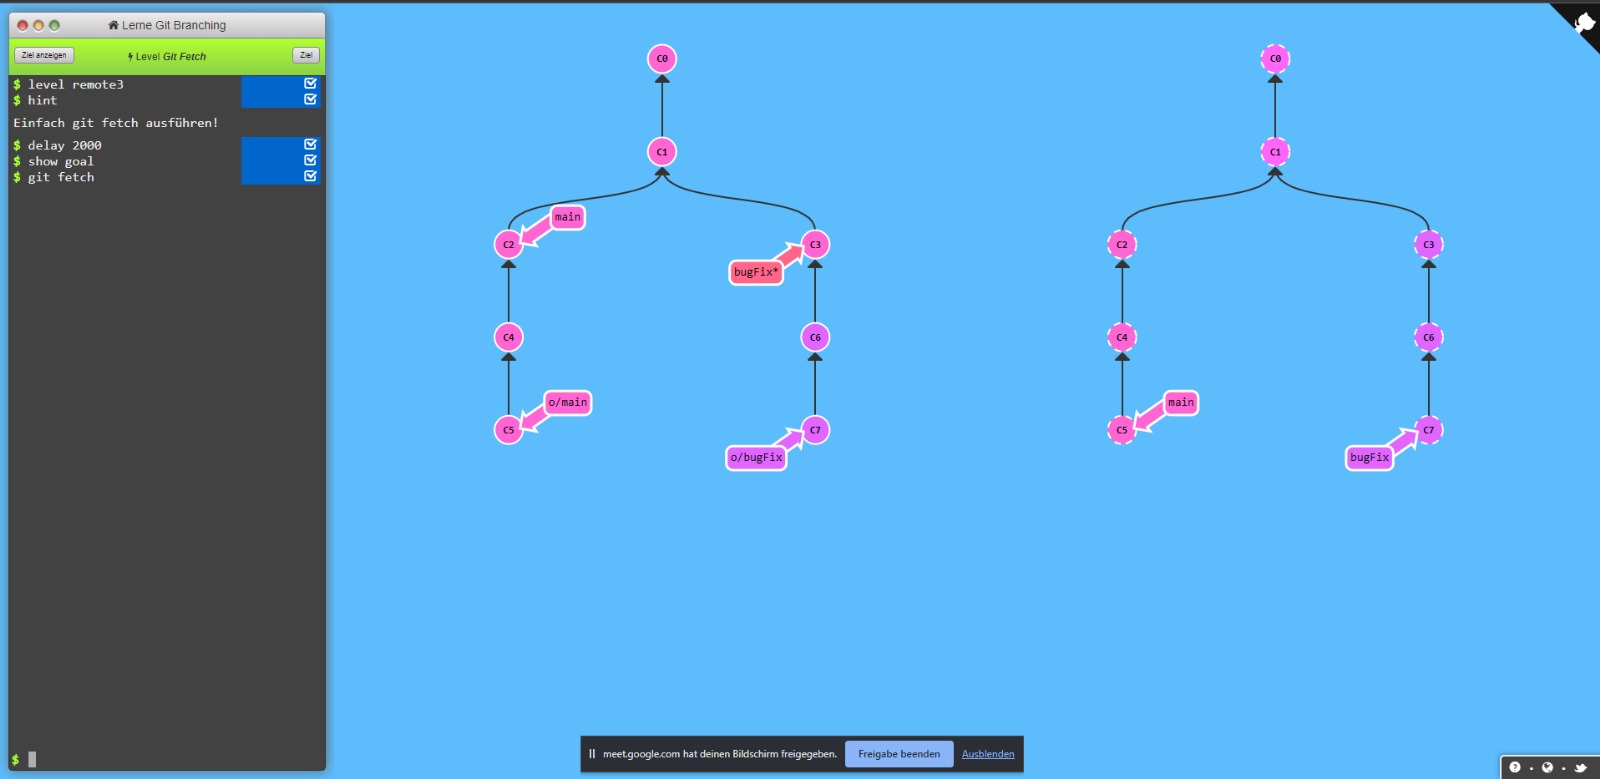 Lerne Git Branching
Ziel anzeigen
Level Git Fetch
Ziel
$ level remote3
$ hint
Einfach git fetch ausführen!
$ delay 2000
$ show goal
$ git fetch
$
C0
C1
main
C2
C3
bugFix*
C4
C6
o/main
C5
C7
o/bugFix
C0
C1
C2
C3
C4
C6
main
C5
C7
bugFix
meet.google.com hat deinen Bildschirm freigegeben.
Freigabe beenden
Ausblenden